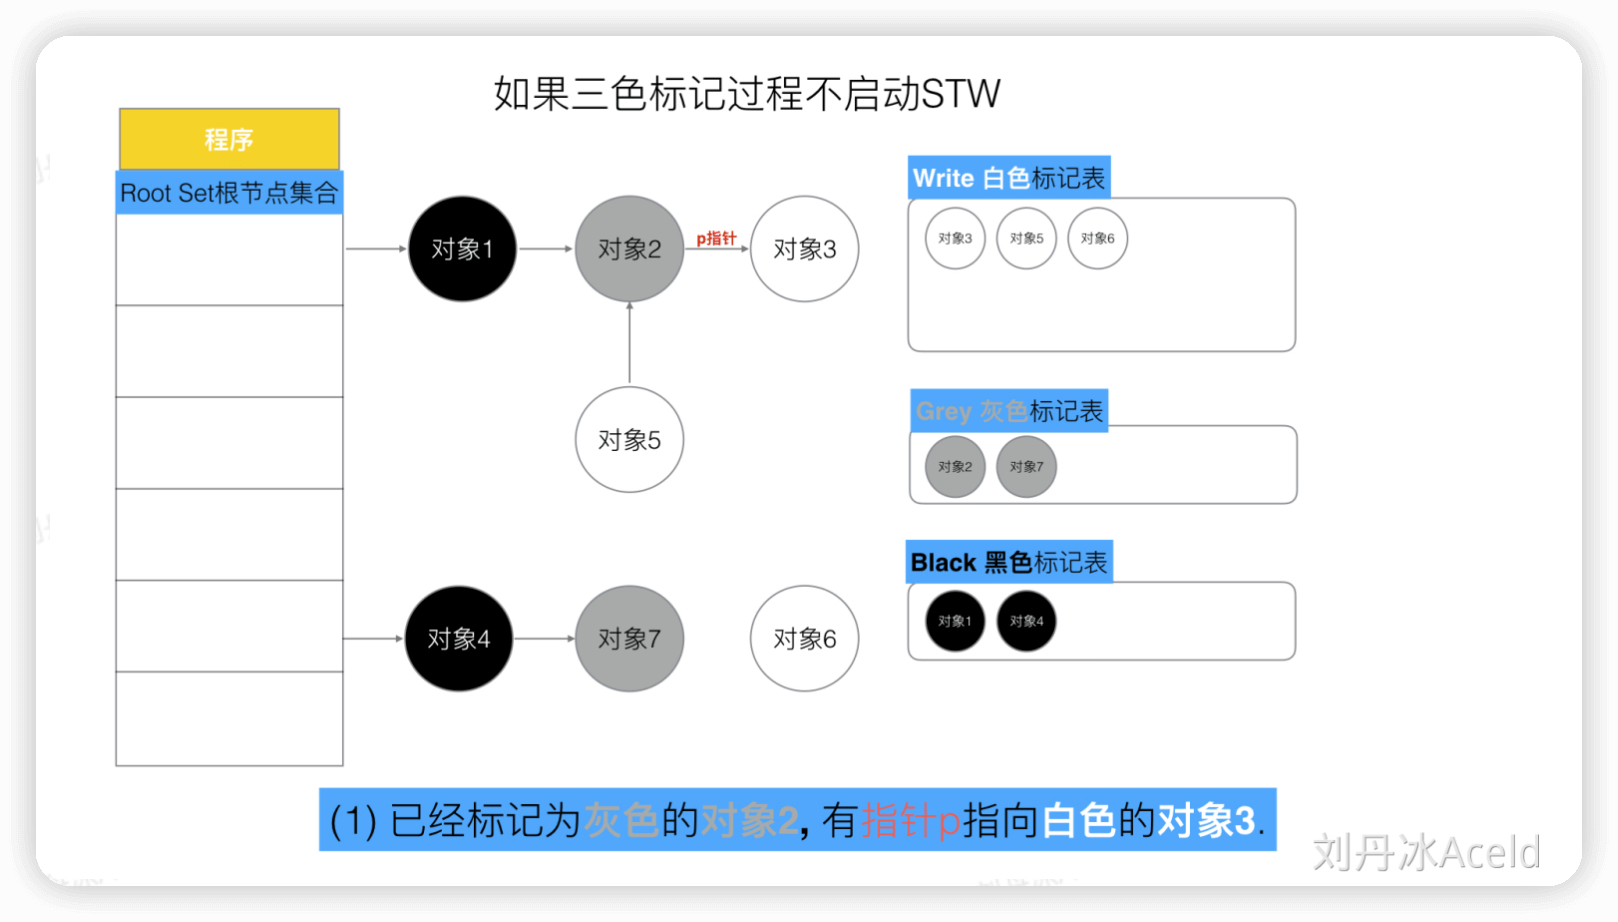 如果三色标记过程不启动STW
程序
Root Set根节点集合
对象1
对象2
p指针
对象3
对象5
对象4
对象7
对象6
Write 白色标记表
对象3
对象5
对象6
Grey 灰色标记表
对象2
对象7
Black 黑色标记表
对象1
对象4
(1) 已经标记为灰色的对象2, 有指针p指向白色的对象3.
刘丹冰Aceld